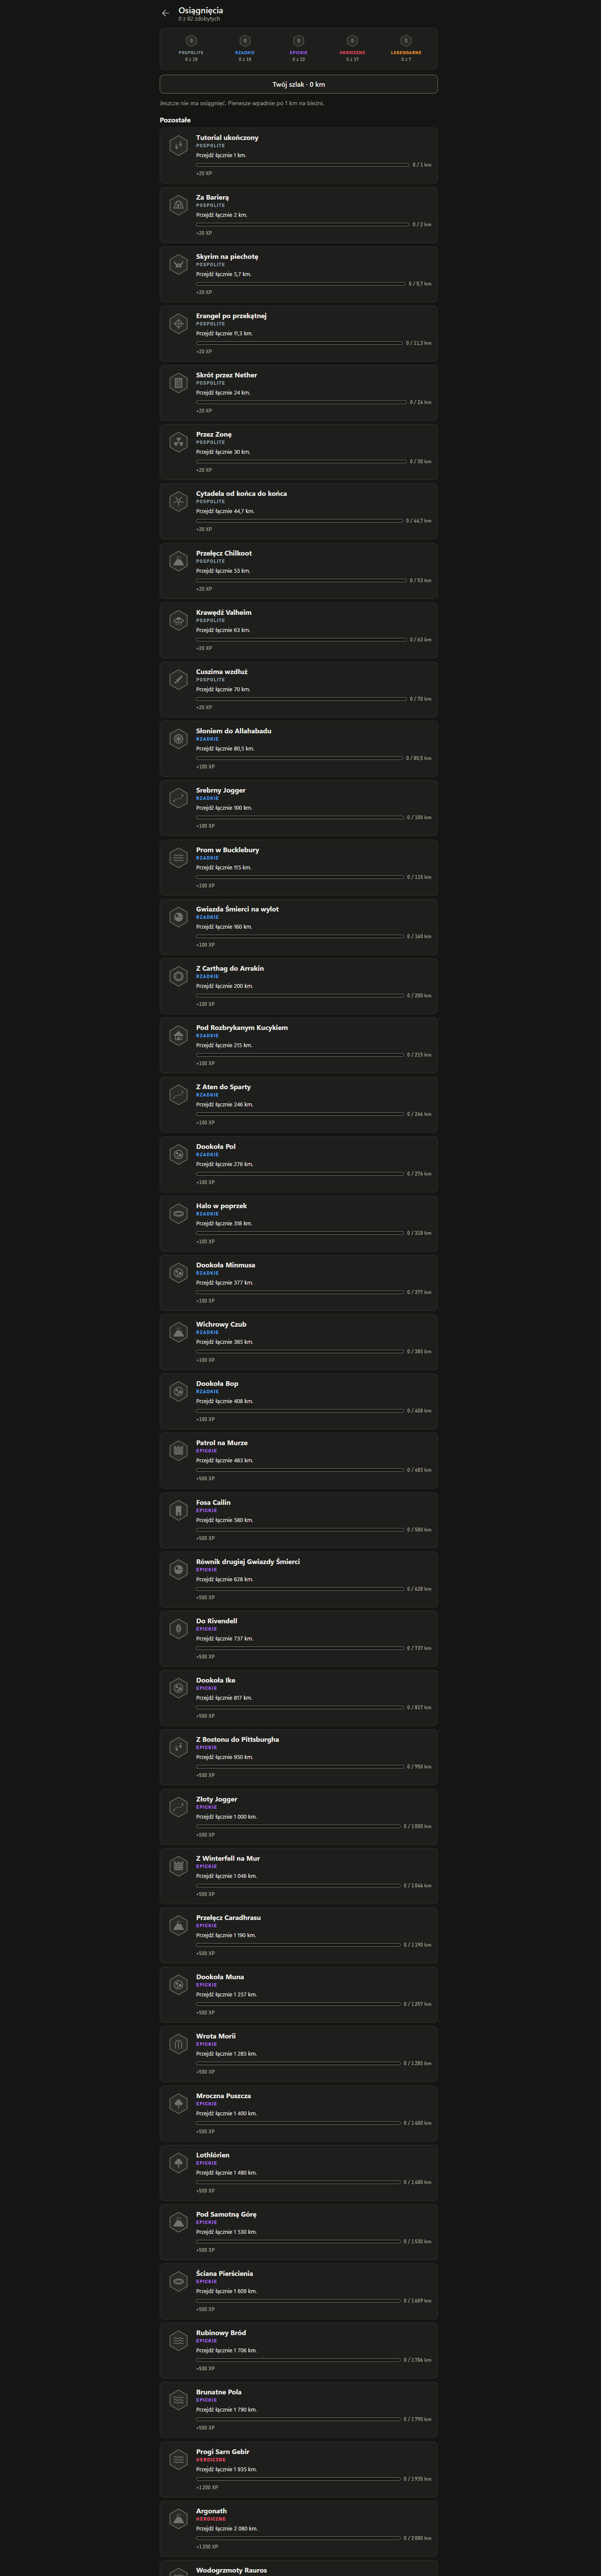 Osiągnięcia
0 z 82 zdobytych
0 0 0 0 0
POSPOLITE RZADKIE EPICKIE HEROICZNE LEGENDARNE
0 z 18 0 z 18 0 z 22 0 z 17 0 z 7
Twój szlak · 0 km
Jeszcze nie ma osiągnięć. Pierwsze wpadnie po 1 km na bieżni.
Pozostałe
Tutorial ukończony
POSPOLITE
Przejdź łącznie 1 km.
0 / 1 km
+20 XP
Za Barierą
POSPOLITE
Przejdź łącznie 2 km.
0 / 2 km
+20 XP
Skyrim na piechotę
POSPOLITE
Przejdź łącznie 5,7 km.
0 / 5,7 km
+20 XP
Erangel po przekątnej
POSPOLITE
Przejdź łącznie 11,3 km.
0 / 11,3 km
+20 XP
Skrót przez Nether
POSPOLITE
Przejdź łącznie 24 km.
0 / 24 km
+20 XP
Przez Zonę
POSPOLITE
Przejdź łącznie 30 km.
0 / 30 km
+20 XP
Cytadela od końca do końca
POSPOLITE
Przejdź łącznie 44,7 km.
0 / 44,7 km
+20 XP
Przełęcz Chilkoot
POSPOLITE
Przejdź łącznie 53 km.
0 / 53 km
+20 XP
Krawędź Valheim
POSPOLITE
Przejdź łącznie 63 km.
0 / 63 km
+20 XP
Cuszima wzdłuż
POSPOLITE
Przejdź łącznie 70 km.
0 / 70 km
+20 XP
Słoniem do Allahabadu
RZADKIE
Przejdź łącznie 80,5 km.
0 / 80,5 km
+100 XP
Srebrny Jogger
RZADKIE
Przejdź łącznie 100 km.
0 / 100 km
+100 XP
Prom w Bucklebury
RZADKIE
Przejdź łącznie 115 km.
0 / 115 km
+100 XP
Gwiazda Śmierci na wylot
RZADKIE
Przejdź łącznie 160 km.
0 / 160 km
+100 XP
Z Carthag do Arrakin
RZADKIE
Przejdź łącznie 200 km.
0 / 200 km
+100 XP
Pod Rozbrykanym Kucykiem
RZADKIE
Przejdź łącznie 215 km.
0 / 215 km
+100 XP
Z Aten do Sparty
RZADKIE
Przejdź łącznie 246 km.
0 / 246 km
+100 XP
Dookoła Pol
RZADKIE
Przejdź łącznie 276 km.
0 / 276 km
+100 XP
Halo w poprzek
RZADKIE
Przejdź łącznie 318 km.
0 / 318 km
+100 XP
Dookoła Minmusa
RZADKIE
Przejdź łącznie 377 km.
0 / 377 km
+100 XP
Wichrowy Czub
RZADKIE
Przejdź łącznie 385 km.
0 / 385 km
+100 XP
Dookoła Bop
RZADKIE
Przejdź łącznie 408 km.
0 / 408 km
+100 XP
Patrol na Murze
EPICKIE
Przejdź łącznie 483 km.
0 / 483 km
+500 XP
Fosa Cailin
EPICKIE
Przejdź łącznie 580 km.
0 / 580 km
+500 XP
Równik drugiej Gwiazdy Śmierci
EPICKIE
Przejdź łącznie 628 km.
0 / 628 km
+500 XP
Do Rivendell
EPICKIE
Przejdź łącznie 737 km.
0 / 737 km
+500 XP
Dookoła Ike
EPICKIE
Przejdź łącznie 817 km.
0 / 817 km
+500 XP
Z Bostonu do Pittsburgha
EPICKIE
Przejdź łącznie 950 km.
0 / 950 km
+500 XP
Złoty Jogger
EPICKIE
Przejdź łącznie 1 000 km.
0 / 1 000 km
+500 XP
Z Winterfell na Mur
EPICKIE
Przejdź łącznie 1 046 km.
0 / 1 046 km
+500 XP
Przełęcz Caradhrasu
EPICKIE
Przejdź łącznie 1 190 km.
0 / 1 190 km
+500 XP
Dookoła Muna
EPICKIE
Przejdź łącznie 1 257 km.
0 / 1 257 km
+500 XP
Wrota Morii
EPICKIE
Przejdź łącznie 1 285 km.
0 / 1 285 km
+500 XP
Mroczna Puszcza
EPICKIE
Przejdź łącznie 1 400 km.
0 / 1 400 km
+500 XP
Lothlórien
EPICKIE
Przejdź łącznie 1 480 km.
0 / 1 480 km
+500 XP
Pod Samotną Górę
EPICKIE
Przejdź łącznie 1 530 km.
0 / 1 530 km
+500 XP
Ściana Pierścienia
EPICKIE
Przejdź łącznie 1 609 km.
0 / 1 609 km
+500 XP
Rubinowy Bród
EPICKIE
Przejdź łącznie 1 706 km.
0 / 1 706 km
+500 XP
Brunatne Pola
EPICKIE
Przejdź łącznie 1 790 km.
0 / 1 790 km
+500 XP
Progi Sarn Gebir
HEROICZNE
Przejdź łącznie 1 935 km.
0 / 1 935 km
+1 200 XP
Argonath
HEROICZNE
Przejdź łącznie 2 080 km.
0 / 2 080 km
+1 200 XP
Wodogrzmoty Rauros